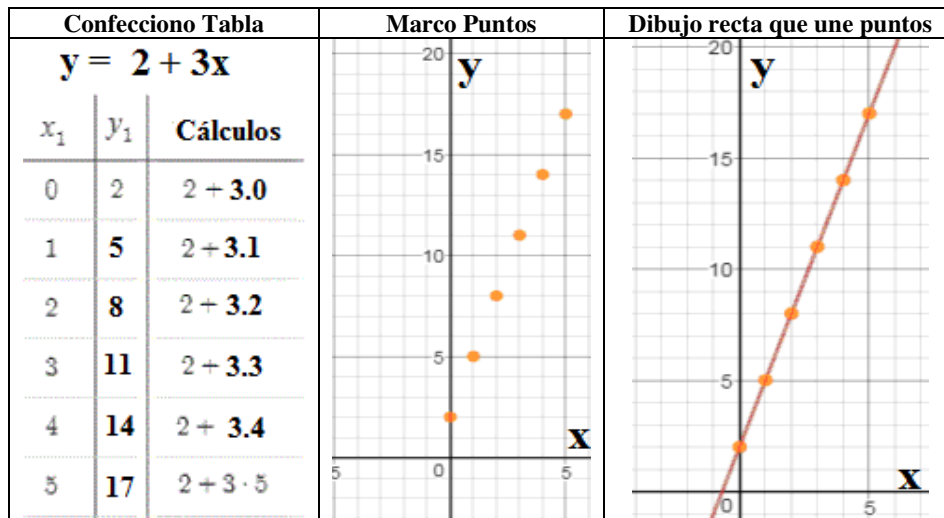 Confecciono Tabla
y = 2 + 3x
x₁ y₁ Cálculos
0 2 2 + 3.0
1 5 2 + 3.1
2 8 2 + 3.2
3 11 2 + 3.3
4 14 2 + 3.4
5 17 2 + 3 · 5
Marco Puntos
20 y
15
10
5
x
5 0 5
Dibujo recta que une puntos
20 y
15
10
5
x
0 5